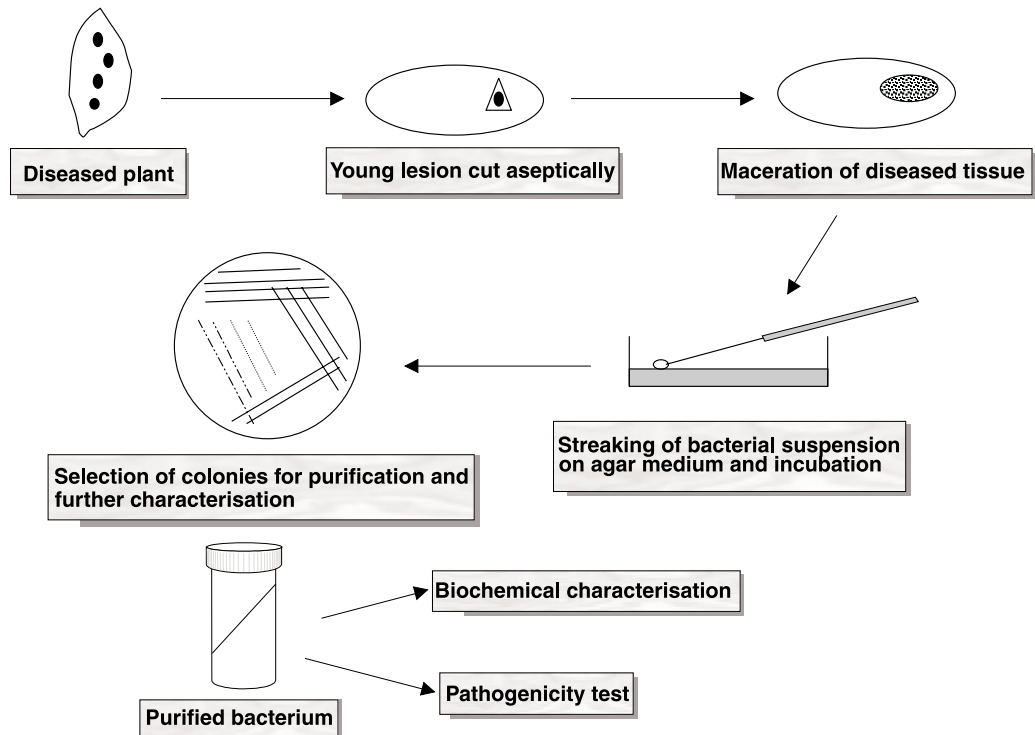 Diseased plant
Young lesion cut aseptically
Maceration of diseased tissue
Streaking of bacterial suspension
on agar medium and incubation
Selection of colonies for purification and
further characterisation
Biochemical characterisation
Pathogenicity test
Purified bacterium